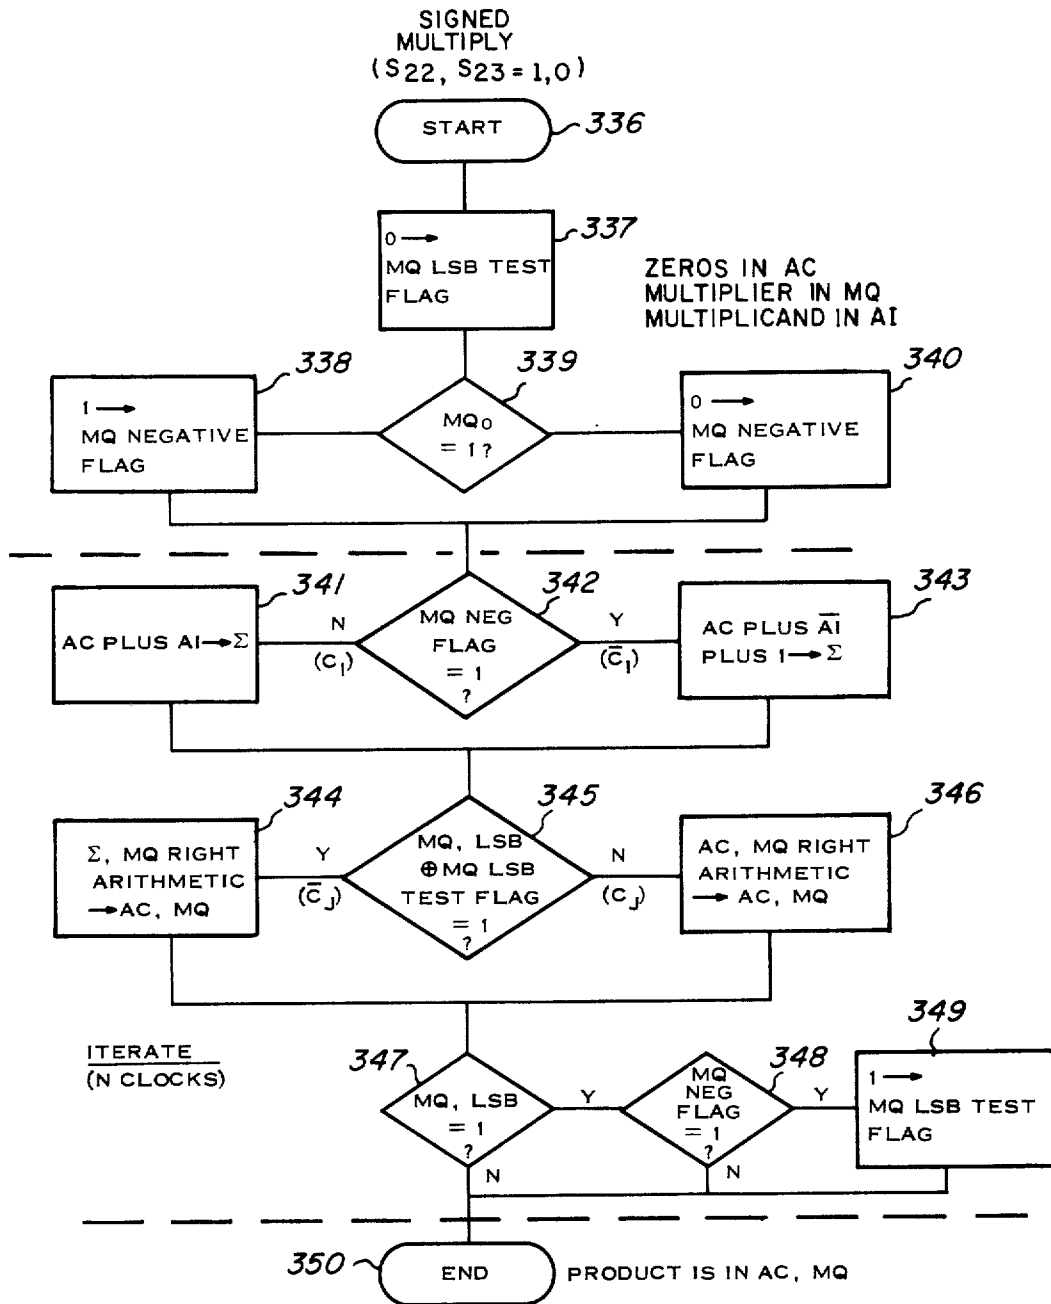 SIGNED
MULTIPLY
(S22, S23 = 1,0)
START
336
0 →
MQ LSB TEST
FLAG
337
ZEROS IN AC
MULTIPLIER IN MQ
MULTIPLICAND IN AI
338
1 →
MQ NEGATIVE
FLAG
339
MQ0
= 1?
340
0 →
MQ NEGATIVE
FLAG
341
AC PLUS AI → Σ
N
(CI)
342
MQ NEG
FLAG
= 1
?
Y
(C̅I)
343
AC PLUS A̅I̅
PLUS 1 → Σ
344
Σ, MQ RIGHT
ARITHMETIC
→ AC, MQ
Y
(C̅J)
345
MQ, LSB
⊕ MQ LSB
TEST FLAG
= 1
?
N
(CJ)
346
AC, MQ RIGHT
ARITHMETIC
→ AC, MQ
ITERATE
(N CLOCKS)
347
MQ, LSB
= 1
?
Y
N
348
MQ
NEG
FLAG
= 1
?
Y
N
349
1 →
MQ LSB TEST
FLAG
350
END
PRODUCT IS IN AC, MQ